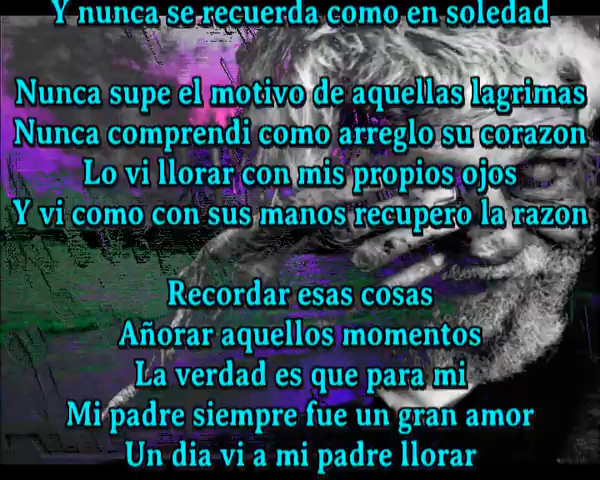 Y nunca se recuerda como en soledad
Nunca supe el motivo de aquellas lagrimas
Nunca comprendi como arreglo su corazon
Lo vi llorar con mis propios ojos
Y vi como con sus manos recupero la razon
Recordar esas cosas
Añorar aquellos momentos
La verdad es que para mi
Mi padre siempre fue un gran amor
Un dia vi a mi padre llorar